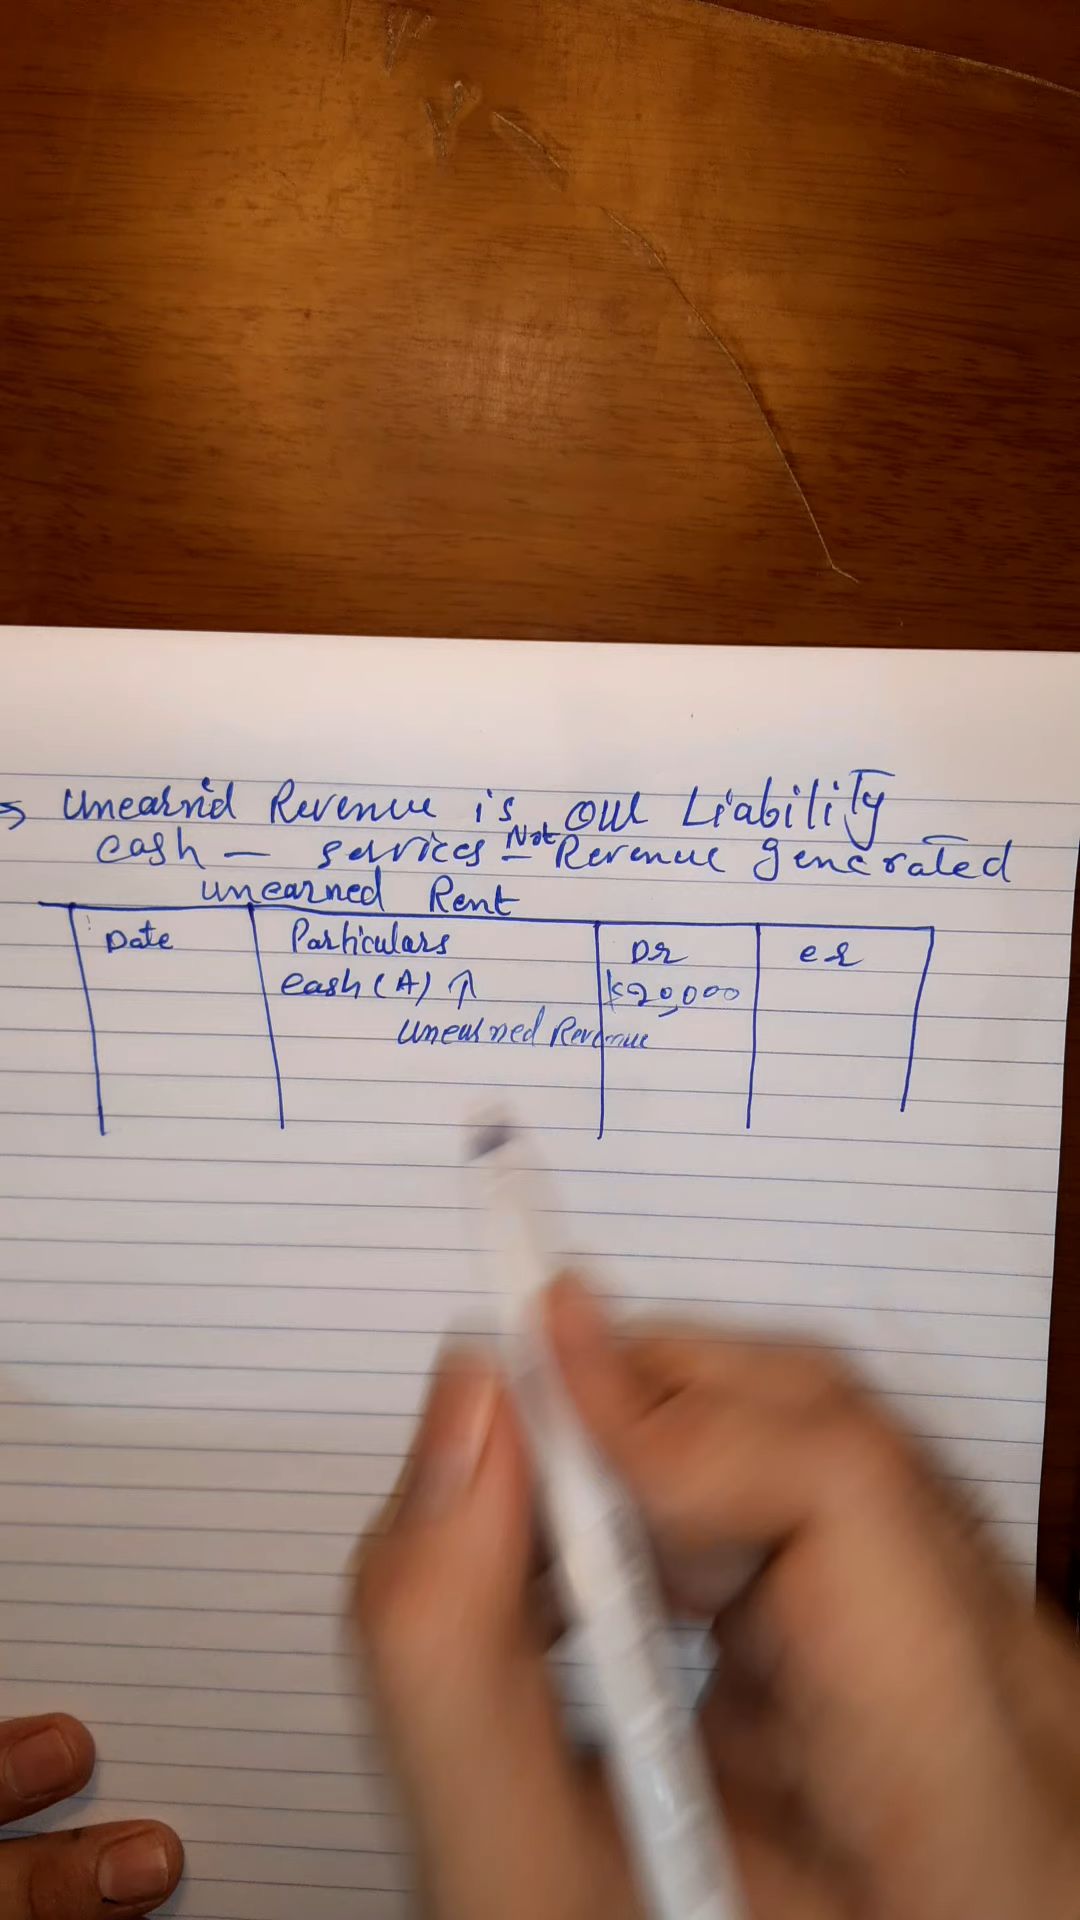 Unearnid Revenue is our Liability
cash — services Not Revenue generated
unearned Rent
Date Particulars Dr cr
cash (A) ↑ 20,000
Unearned Revenue